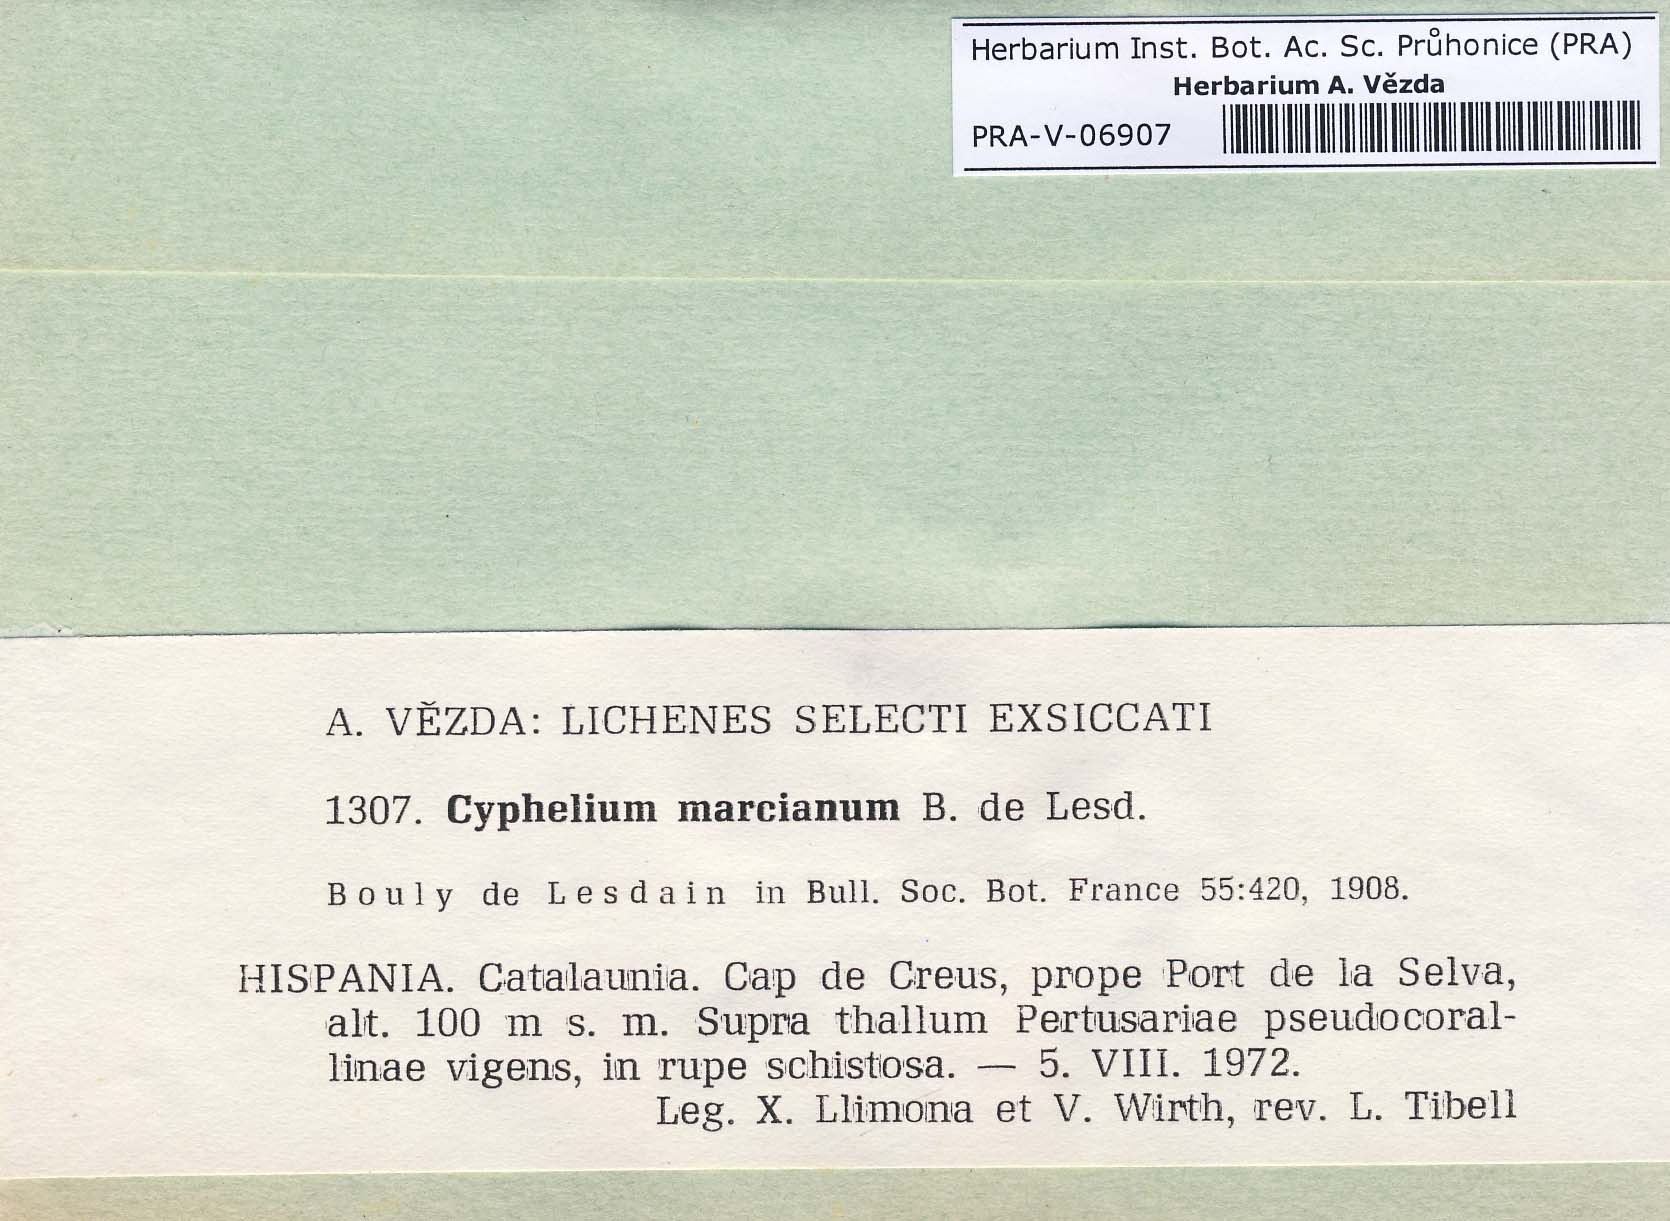 Herbarium Inst. Bot. Ac. Sc. Průhonice (PRA)
Herbarium A. Vězda
PRA-V-06907
A. VĚZDA: LICHENES SELECTI EXSICCATI
1307. Cyphelium marcianum B. de Lesd.
Bouly de Lesdain in Bull. Soc. Bot. France 55:420, 1908.
HISPANIA. Catalaunia. Cap de Creus, prope Port de la Selva,
alt. 100 m s. m. Supra thallum Pertusariae pseudocoral-
linae vigens, in rupe schistosa. — 5. VIII. 1972.
Leg. X. Llimona et V. Wirth, rev. L. Tibell